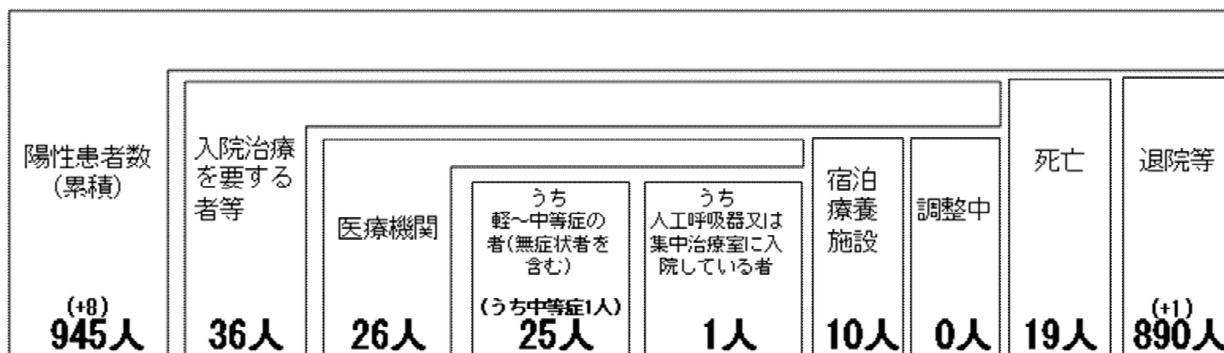 陽性患者数
(累積)
(+8)
945人
入院治療
を要する
者等
36人
医療機関
26人
うち
軽～中等症の
者(無症状者を
含む)
(うち中等症1人)
25人
うち
人工呼吸器又は
集中治療室に入
院している者
1人
宿泊
療養
施設
10人
調整中
0人
死亡
19人
退院等
(+1)
890人